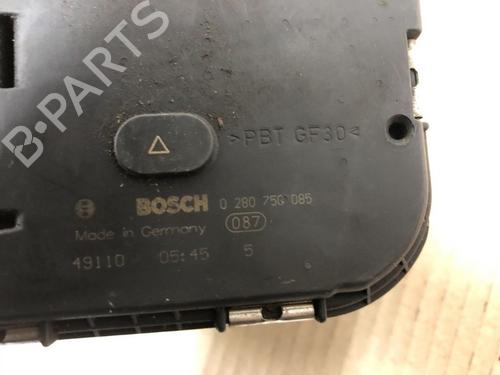 B-PARTS
>PBT GF30<
BOSCH 0 280 750 085
087
Made in Germany
49110 05:45 5